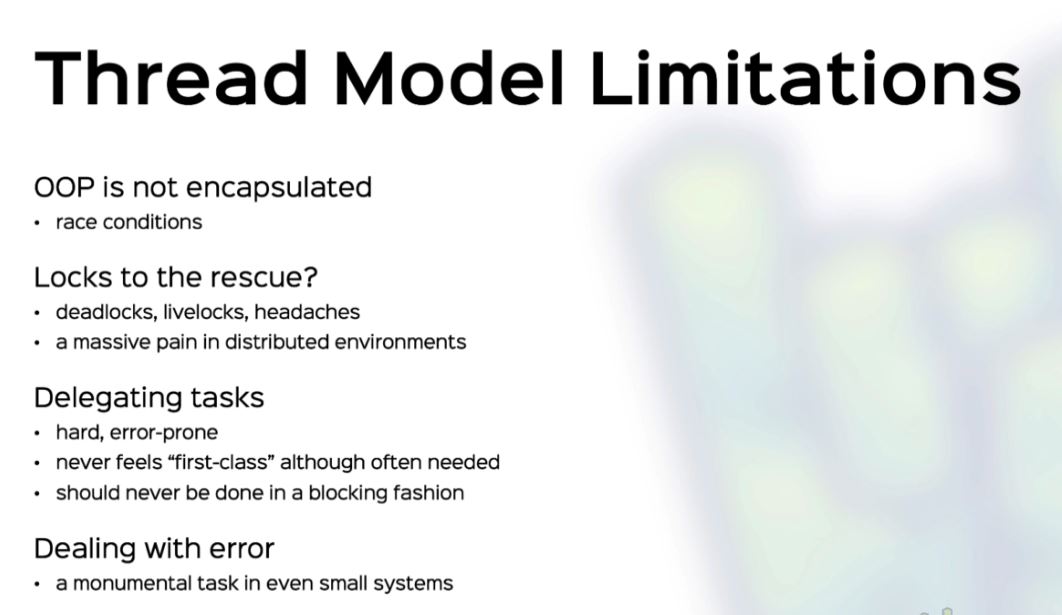 Thread Model Limitations
OOP is not encapsulated
• race conditions
Locks to the rescue?
• deadlocks, livelocks, headaches
• a massive pain in distributed environments
Delegating tasks
• hard, error-prone
• never feels “first-class” although often needed
• should never be done in a blocking fashion
Dealing with error
• a monumental task in even small systems